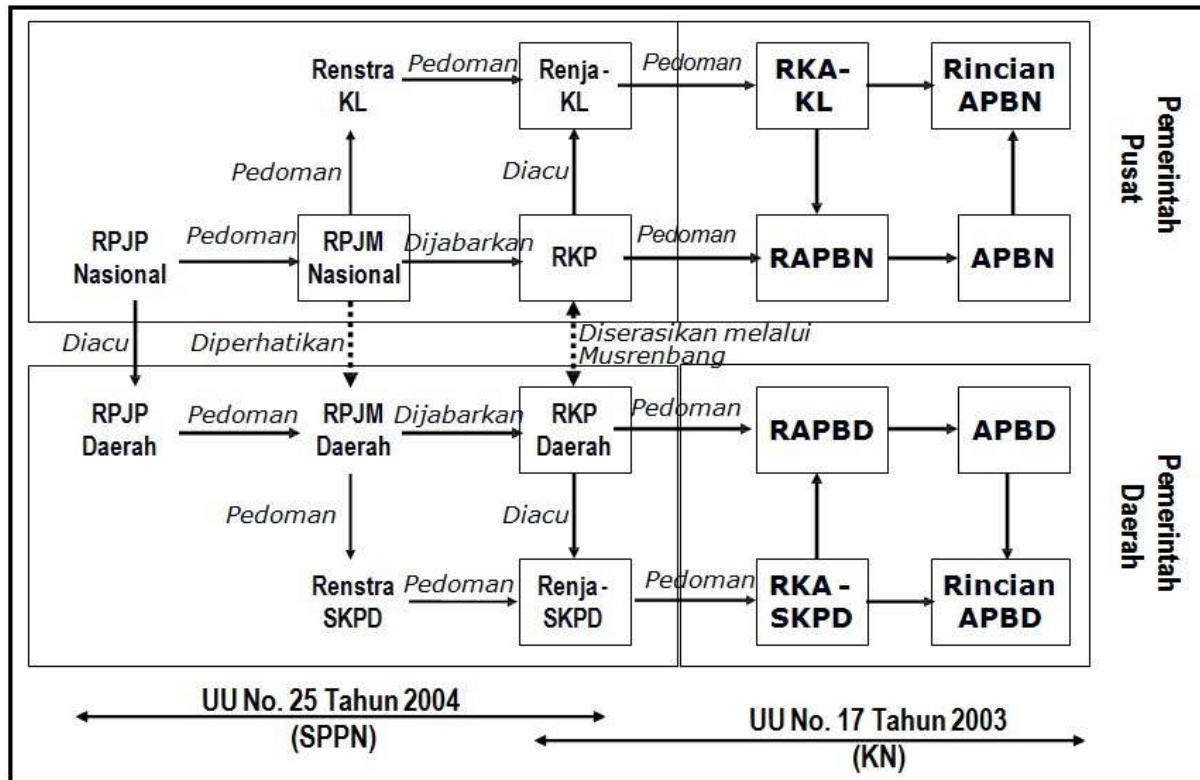 Pedoman
Pedoman
Renstra
KL
Renja-
KL
RKA-
KL
Rincian
APBN
Pedoman
Diacu
RPJP
Nasional
Pedoman
RPJM
Nasional
Dijabarkan
RKP
Pedoman
RAPBN
APBN
Pemerintah
Pusat
Diacu
Diperhatikan
Diserasikan melalui
Musrenbang
RPJP
Daerah
Pedoman
RPJM
Daerah
Dijabarkan
RKP
Daerah
Pedoman
RAPBD
APBD
Pedoman
Diacu
Renstra
SKPD
Pedoman
Renja-
SKPD
Pedoman
RKA -
SKPD
Rincian
APBD
Pemerintah
Daerah
UU No. 25 Tahun 2004
(SPPN)
UU No. 17 Tahun 2003
(KN)